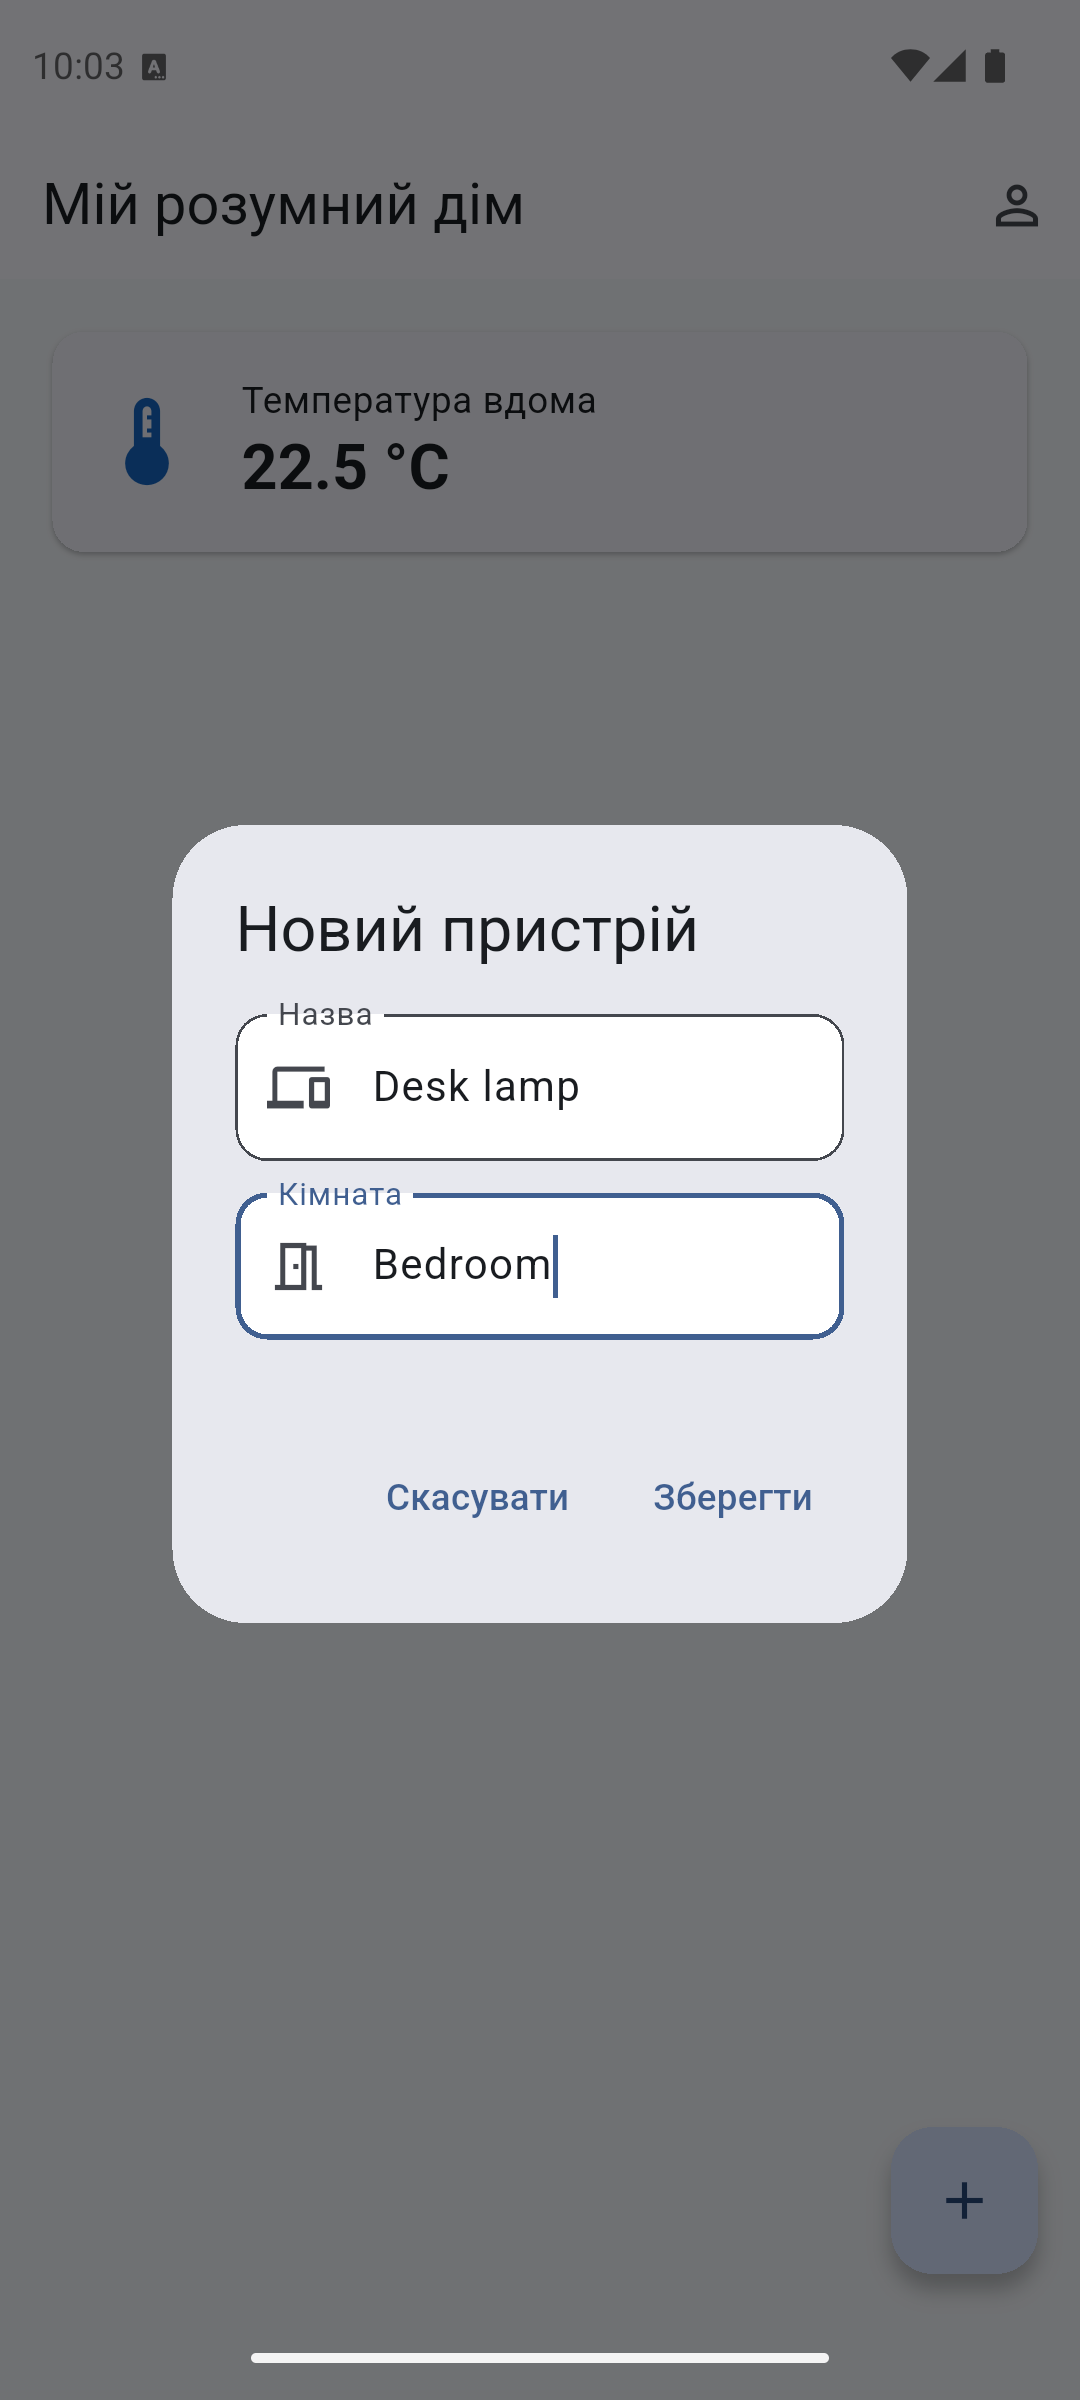 10:03
Мій розумний дім
Температура вдома
22.5 °C
Новий пристрій
Назва
Desk lamp
Кімната
Bedroom
Скасувати
Зберегти